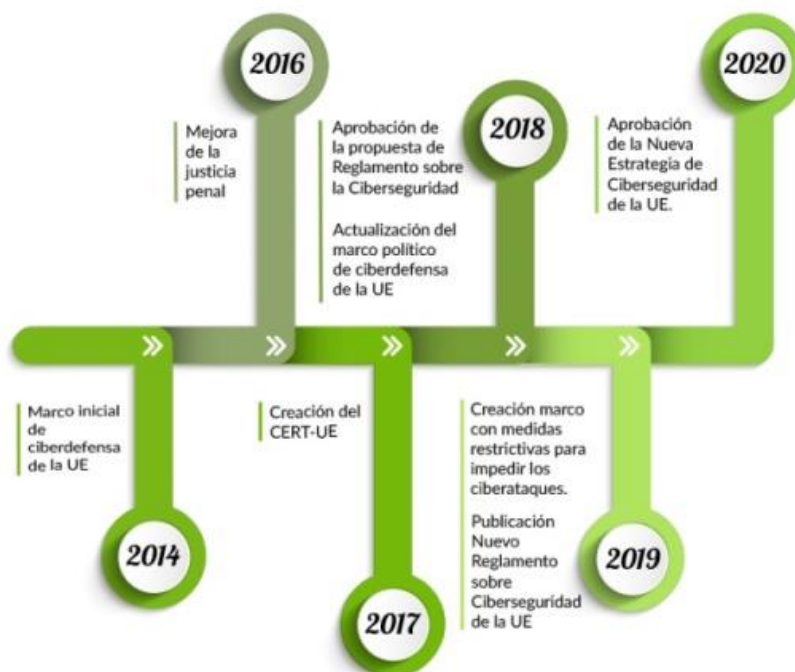 2016
Mejora
de la
justicia
penal
Aprobación de
la propuesta de
Reglamento sobre
la Ciberseguridad
Actualización del
marco político
de ciberdefensa
de la UE
2018
2020
Aprobación
de la Nueva
Estrategia de
Ciberseguridad
de la UE.
Marco inicial
de
ciberdefensa
de la UE
2014
Creación del
CERT-UE
2017
Creación marco
con medidas
restrictivas para
impedir los
ciberataques.
Publicación
Nuevo
Reglamento
sobre
Ciberseguridad
de la UE
2019